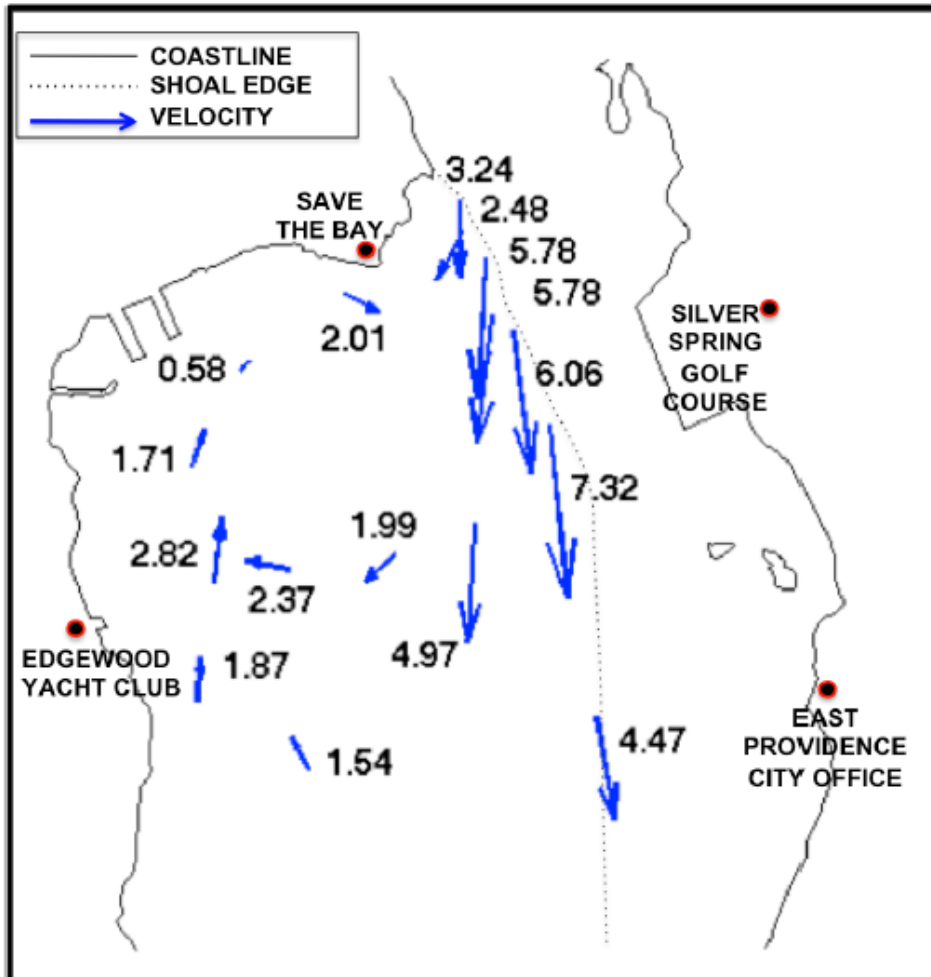 COASTLINE
SHOAL EDGE
VELOCITY
3.24
SAVE
THE BAY
2.48
5.78
5.78
SILVER
SPRING
GOLF
COURSE
2.01
0.58
6.06
1.71
7.32
1.99
2.82
2.37
4.97
EDGEWOOD
YACHT CLUB
1.87
EAST
PROVIDENCE
CITY OFFICE
4.47
1.54